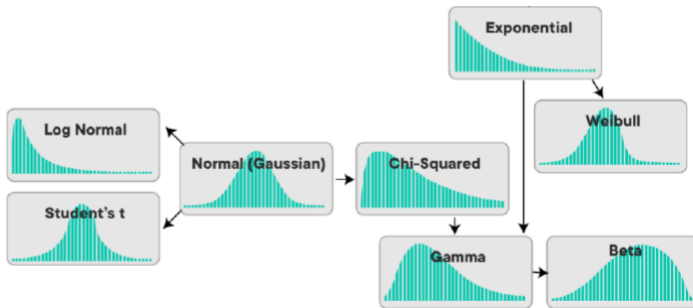 Exponential
Log Normal
Weibull
Normal (Gaussian)
Chi-Squared
Student's t
Gamma
Beta